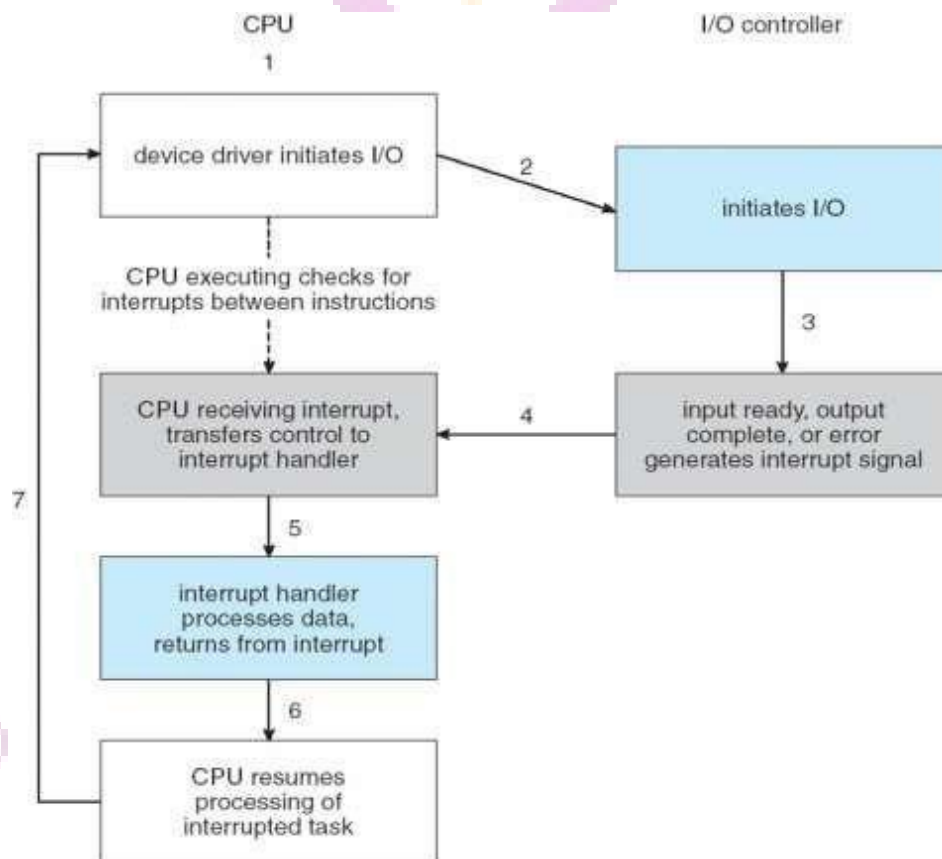 CPU
I/O controller
1
device driver initiates I/O
2
initiates I/O
CPU executing checks for
interrupts between instructions
3
CPU receiving interrupt,
transfers control to
interrupt handler
4
input ready, output
complete, or error
generates interrupt signal
7
5
interrupt handler
processes data,
returns from interrupt
6
CPU resumes
processing of
interrupted task